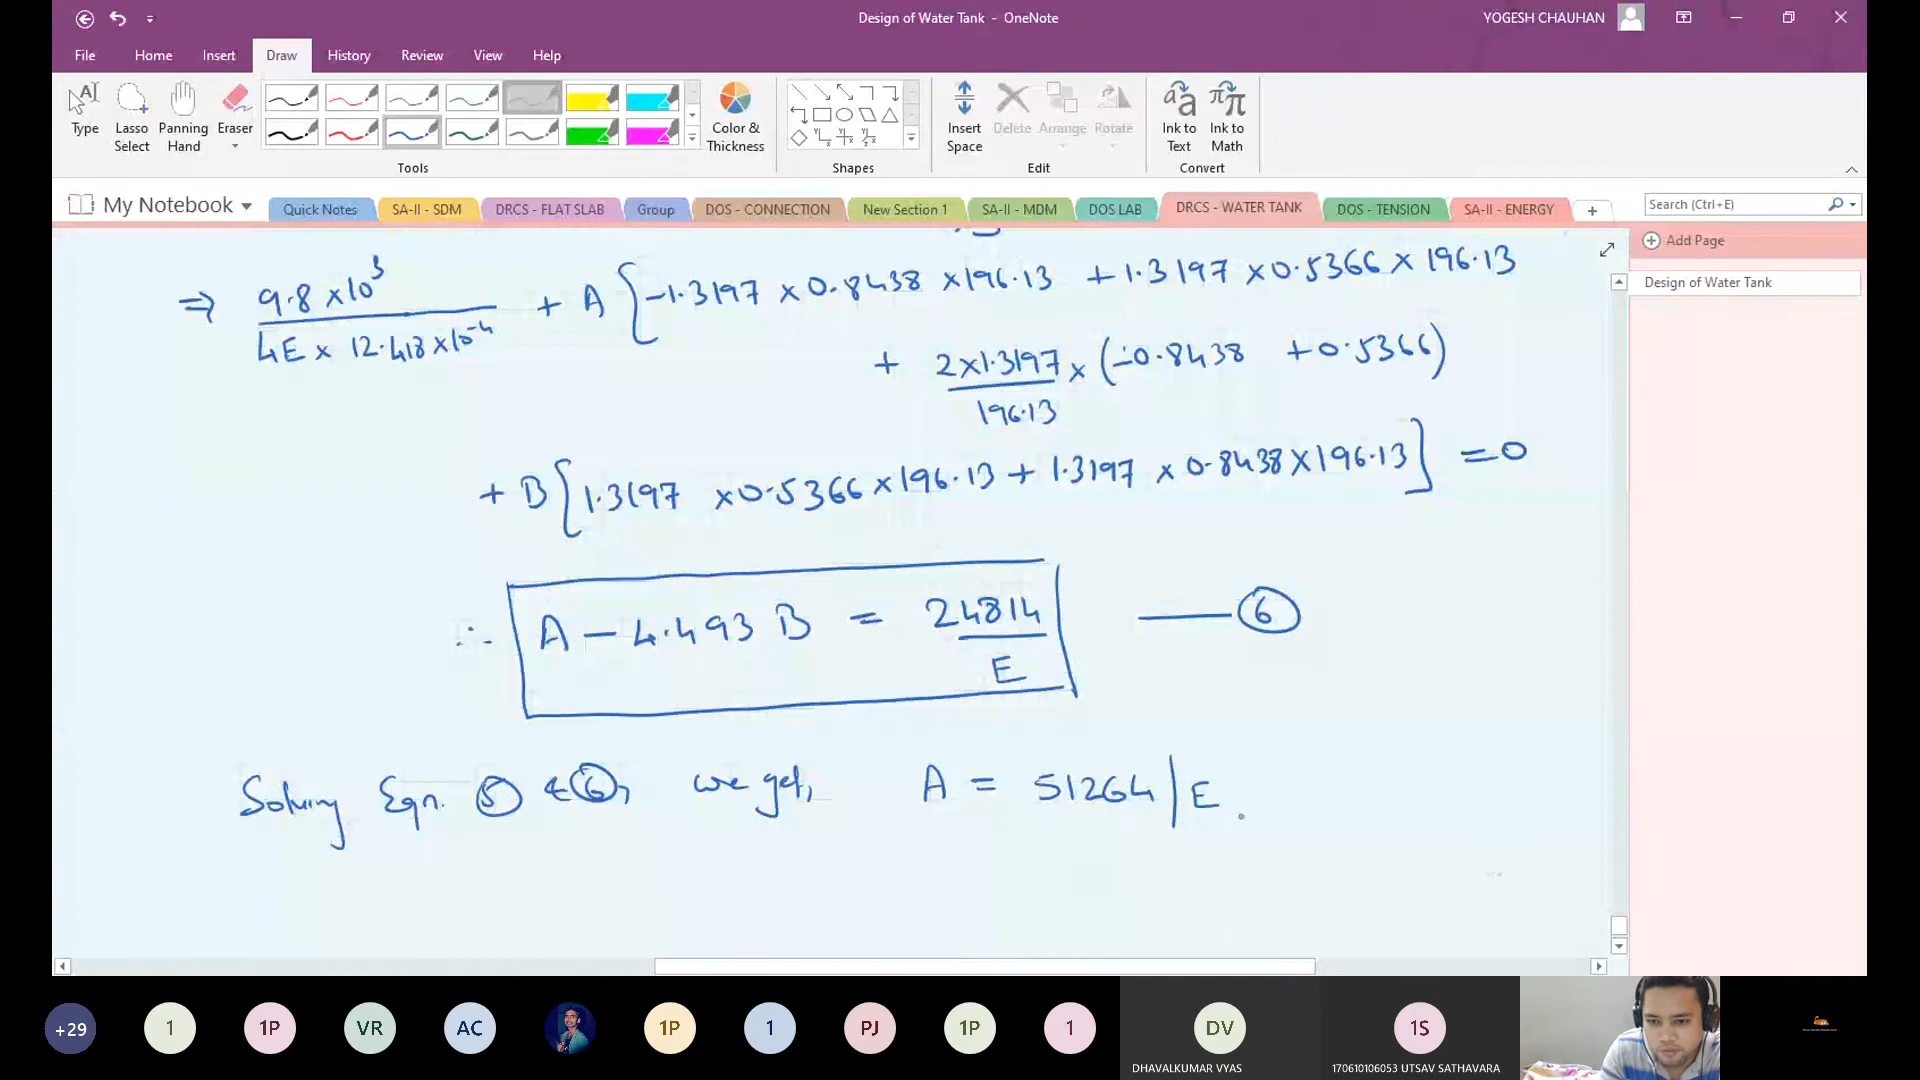 Design of Water Tank - OneNote
YOGESH CHAUHAN
File Home Insert Draw History Review View Help
Type
Lasso Select
Panning Hand
Eraser
Color & Thickness
Insert Space
Delete
Arrange
Rotate
Ink to Text
Ink to Math
Tools
Shapes
Edit
Convert
My Notebook
Quick Notes
SA-II - SDM
DRCS - FLAT SLAB
Group
DOS - CONNECTION
New Section 1
SA-II - MDM
DOS LAB
DRCS - WATER TANK
DOS - TENSION
SA-II - ENERGY
Search (Ctrl+E)
Add Page
Design of Water Tank
⇒ 9.8 × 10³ / 4E × 12.418 × 10⁻⁴ + A [ -1.3197 × 0.8438 × 196.13 + 1.3197 × 0.5366 × 196.13
+ 2 × 1.3197 / 196.13 × (-0.8438 + 0.5366)
+ B [ 1.3197 × 0.5366 × 196.13 + 1.3197 × 0.8438 × 196.13 ] = 0
∴ A - 4.493 B = 24814 / E —— 6
Solving Eqn. 5 & 6, we get, A = 51264 | E .
+29 1 1P VR AC 1P 1 PJ 1P 1 DV 1S
DHAVALKUMAR VYAS
170610106053 UTSAV SATHAVARA